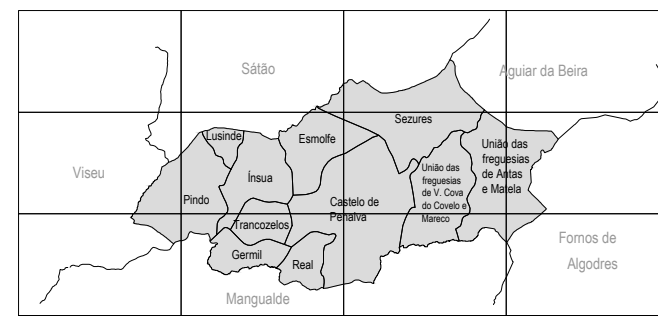 Sátão
Aguiar da Beira
Sezures
Lusinde
Esmolfe
União das
freguesias
de Antas
e Matela
Viseu
Ínsua
União das
freguesias
de V. Cova
do Covelo e
Mareco
Pindo
Castelo de
Penalva
Trancozelos
Germil
Real
Fornos de
Algodres
Mangualde